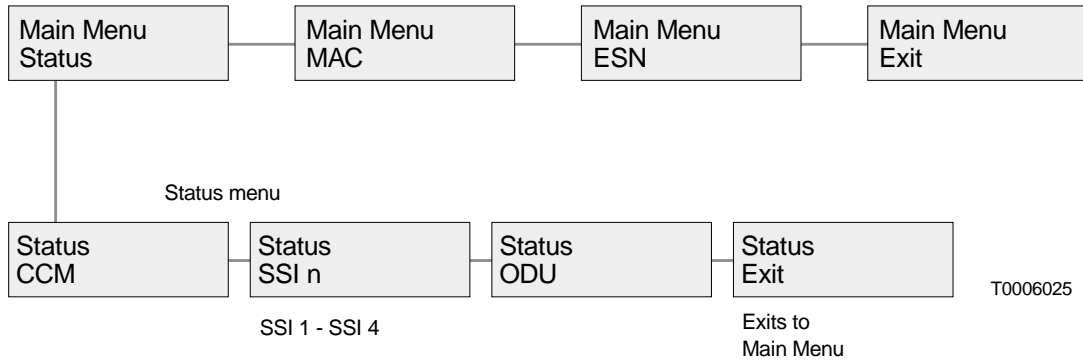 Main Menu
Status
Main Menu
MAC
Main Menu
ESN
Main Menu
Exit
Status menu
Status
CCM
Status
SSI n
Status
ODU
Status
Exit
T0006025
SSI 1 - SSI 4
Exits to
Main Menu